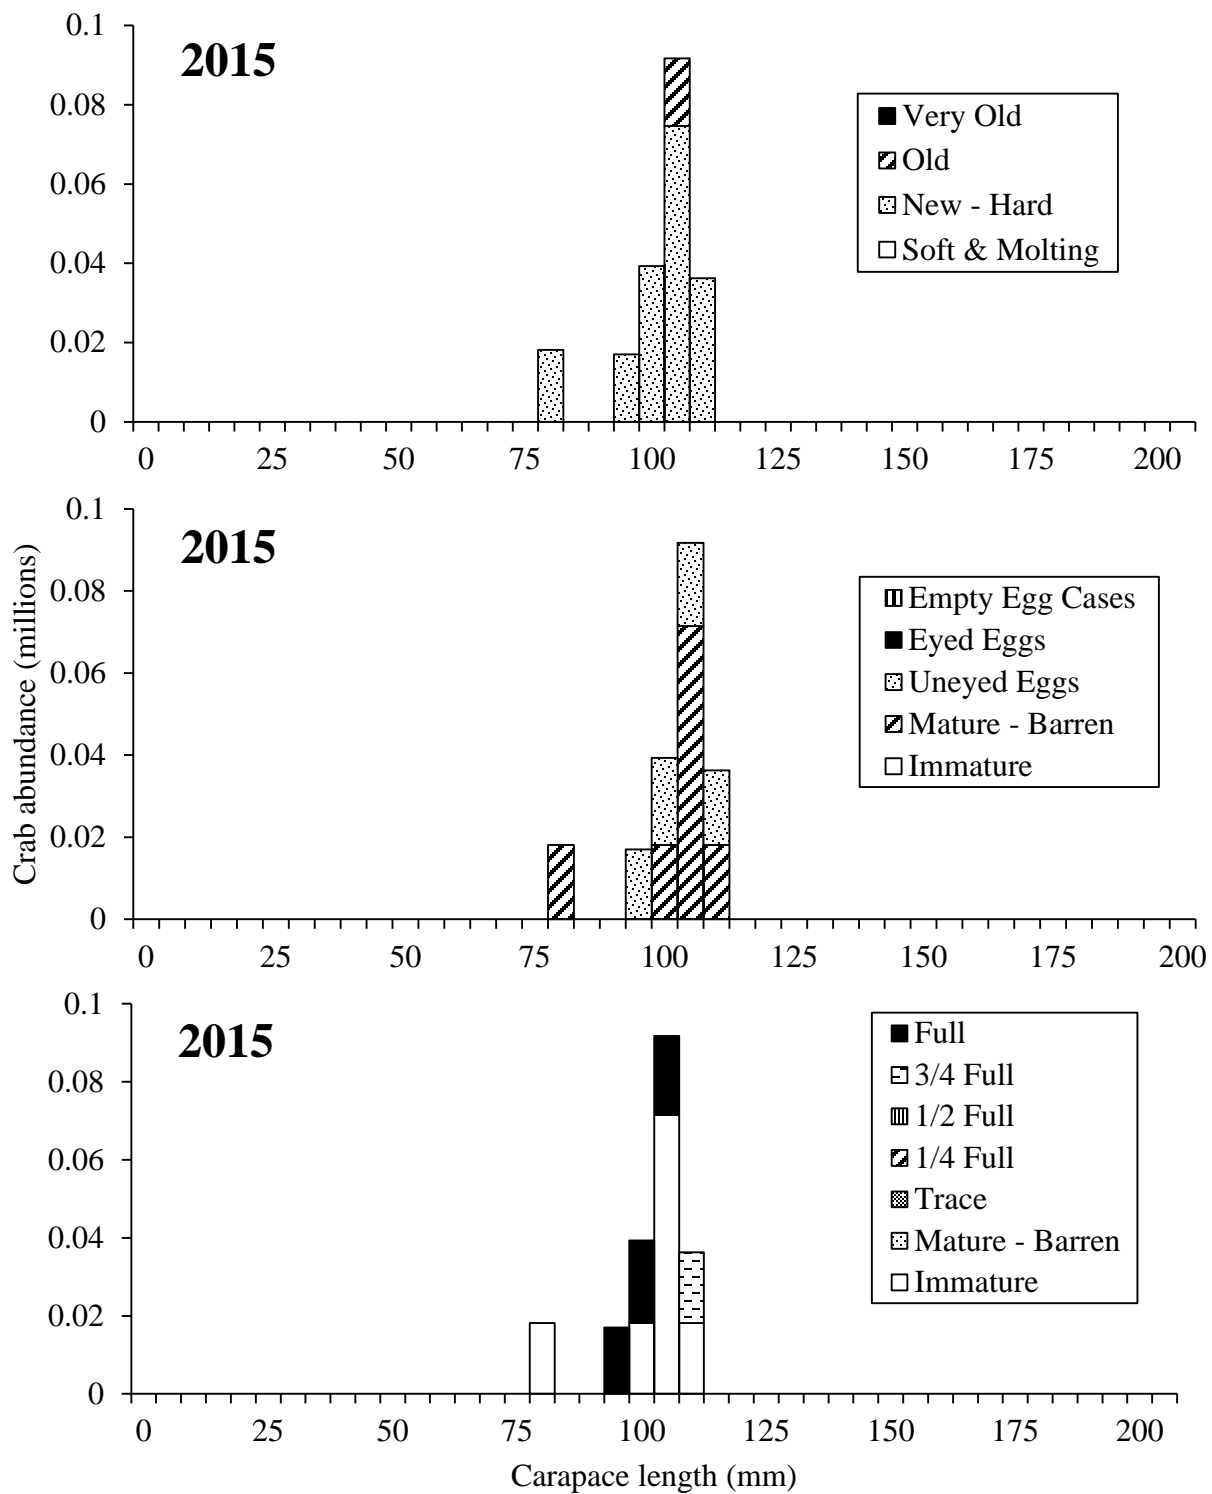 0.1
2015
0.08
0.06
0.04
0.02
0
Very Old
Old
New - Hard
Soft & Molting
0 25 50 75 100 125 150 175 200
Crab abundance (millions)
0.1
2015
0.08
0.06
0.04
0.02
0
Empty Egg Cases
Eyed Eggs
Uneyed Eggs
Mature - Barren
Immature
0 25 50 75 100 125 150 175 200
0.1
2015
0.08
0.06
0.04
0.02
0
Full
3/4 Full
1/2 Full
1/4 Full
Trace
Mature - Barren
Immature
0 25 50 75 100 125 150 175 200
Carapace length (mm)